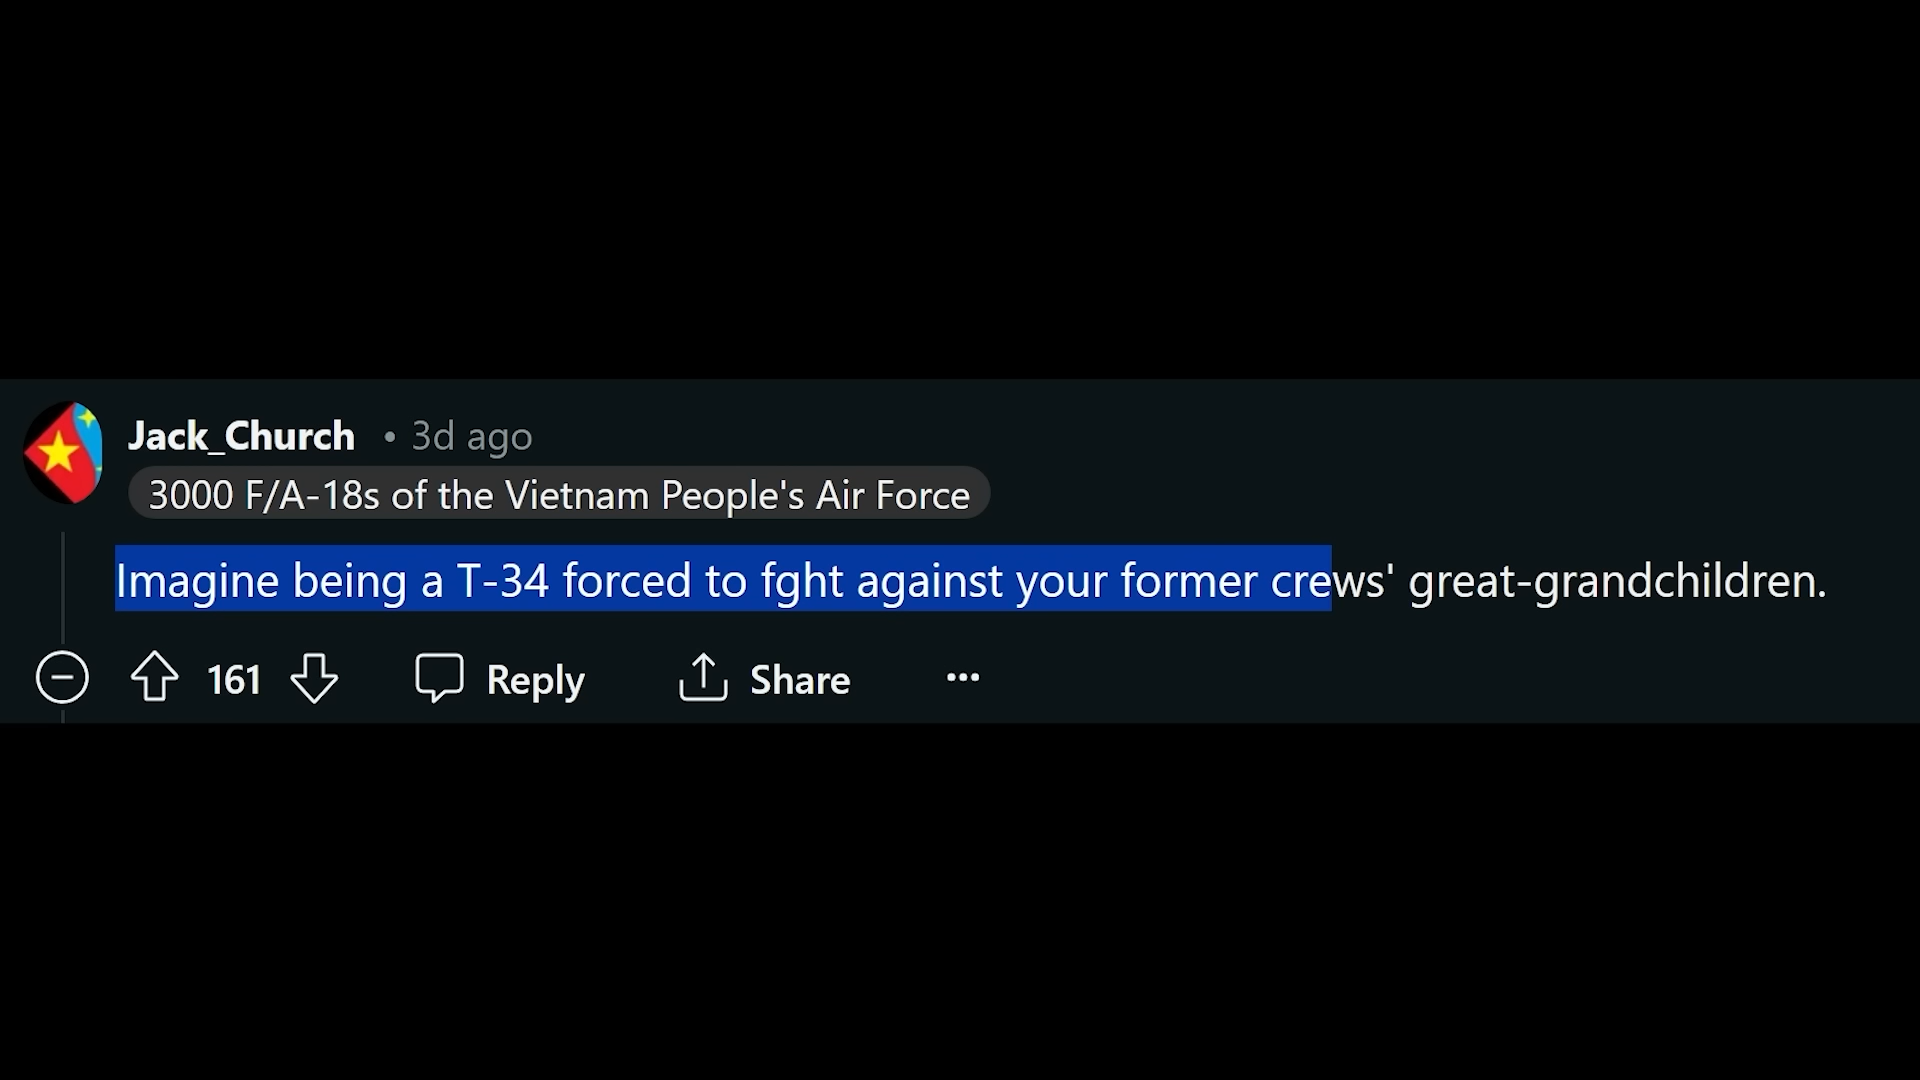 Jack_Church • 3d ago
3000 F/A-18s of the Vietnam People's Air Force
Imagine being a T-34 forced to fght against your former crews' great-grandchildren.
161 Reply Share ...